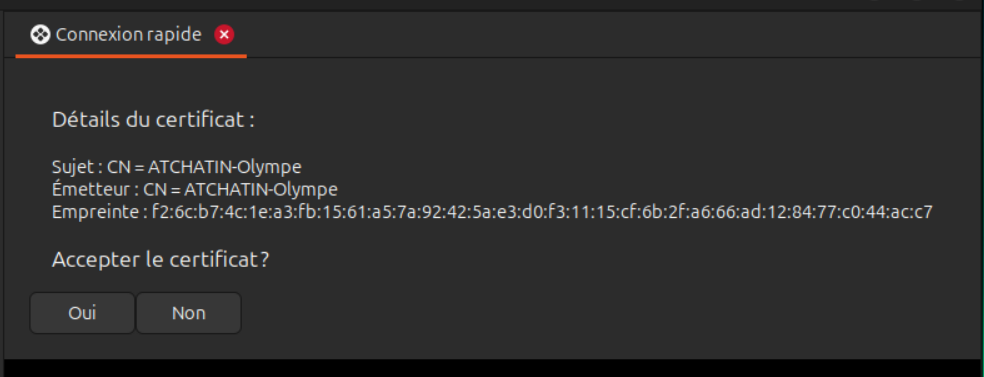 Connexion rapide
Détails du certificat :
Sujet : CN = ATCHATIN-Olympe
Émetteur : CN = ATCHATIN-Olympe
Empreinte : f2:6c:b7:4c:1e:a3:fb:15:61:a5:7a:92:42:5a:e3:d0:f3:11:15:cf:6b:2f:a6:66:ad:12:84:77:c0:44:ac:c7
Accepter le certificat?
Oui Non